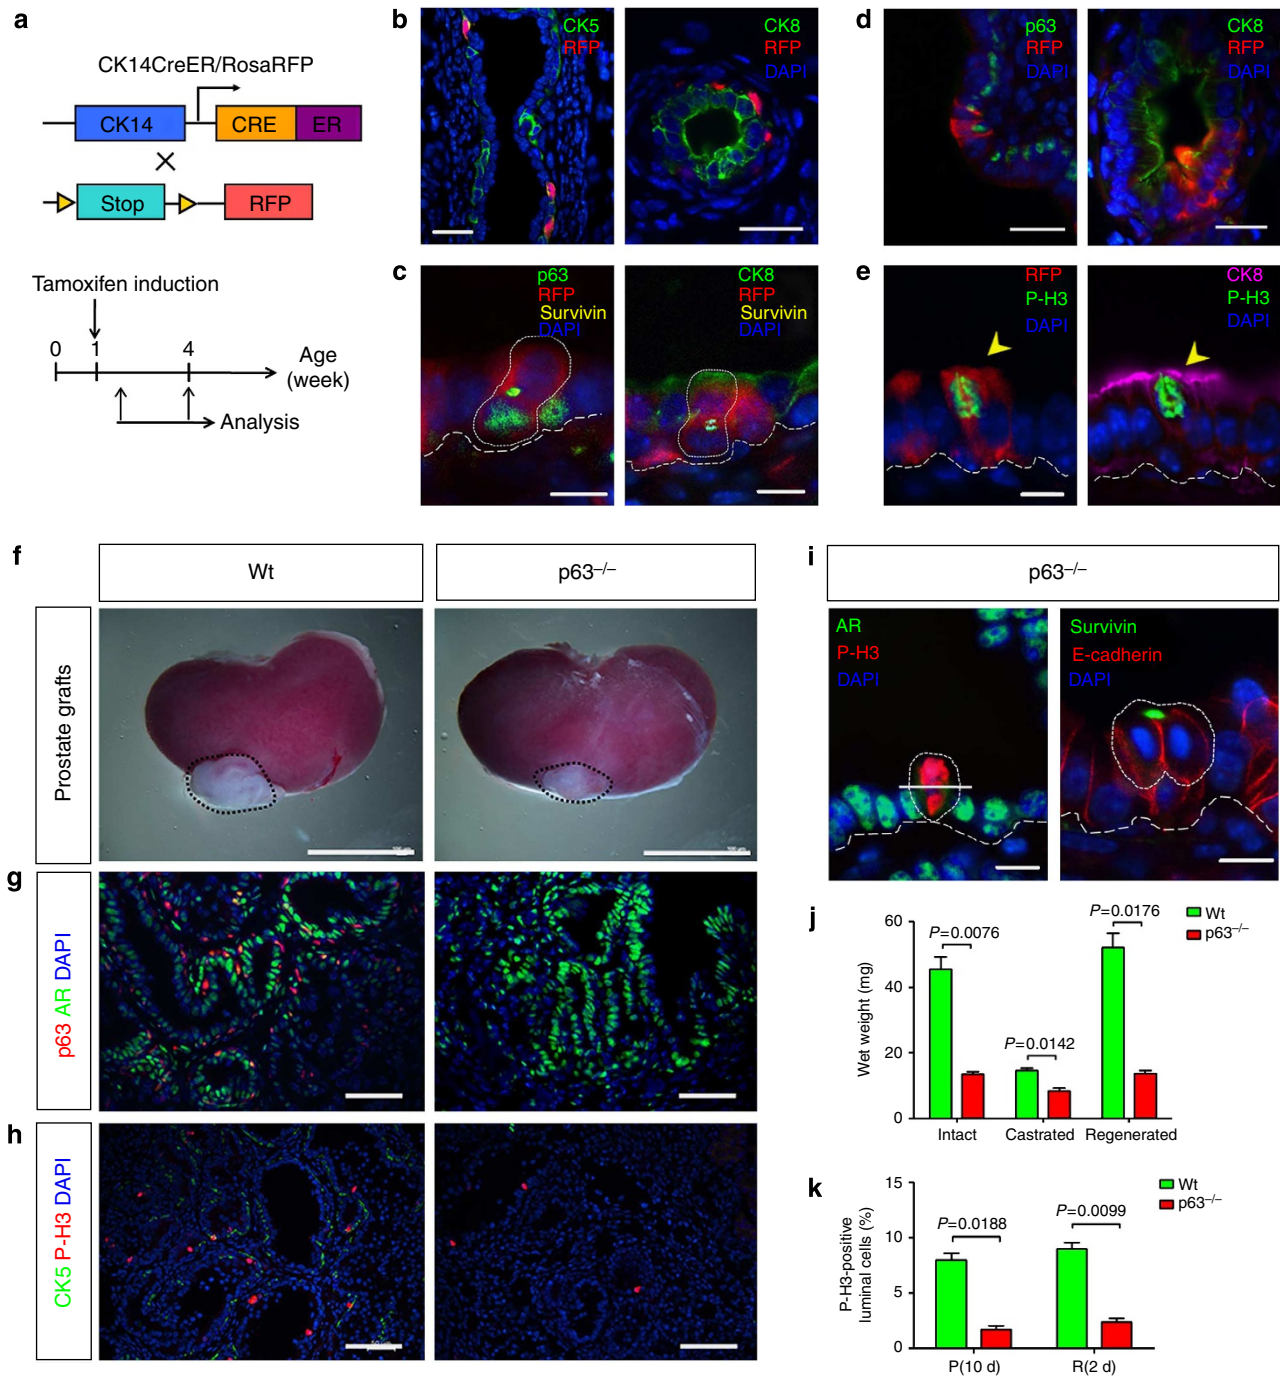 a
CK14CreER/RosaRFP
CK14
CRE
ER
Stop
RFP
Tamoxifen induction
0
1
4
Age
(week)
Analysis
b
CK5
RFP
CK8
RFP
DAPI
c
p63
RFP
Survivin
DAPI
CK8
RFP
Survivin
DAPI
d
p63
RFP
DAPI
CK8
RFP
DAPI
e
RFP
P-H3
DAPI
CK8
P-H3
DAPI
f
Wt
p63–/–
Prostate grafts
g
p63 AR DAPI
h
CK5 P-H3 DAPI
i
p63–/–
AR
P-H3
DAPI
Survivin
E-cadherin
DAPI
j
Wet weight (mg)
60
40
20
0
P=0.0076
P=0.0142
P=0.0176
Wt
p63–/–
Intact
Castrated
Regenerated
k
P-H3-positive
luminal cells (%)
15
10
5
0
P=0.0188
P=0.0099
Wt
p63–/–
P(10 d)
R(2 d)